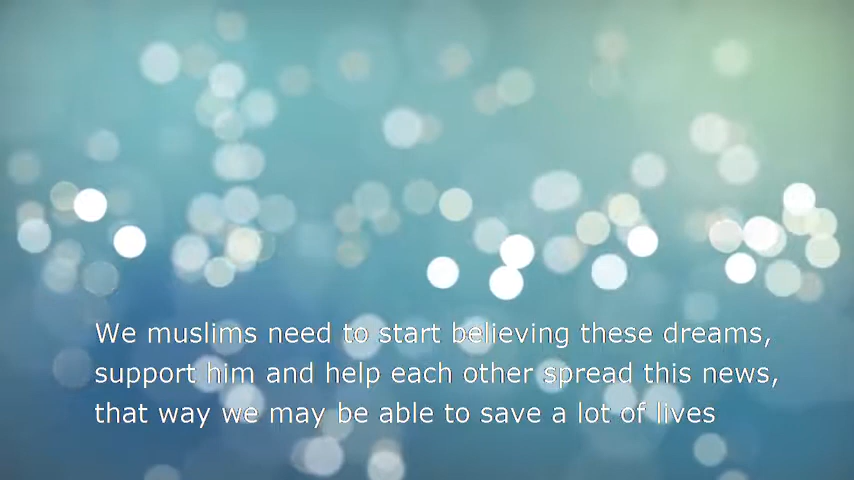 We muslims need to start believing these dreams,
support him and help each other spread this news,
that way we may be able to save a lot of lives